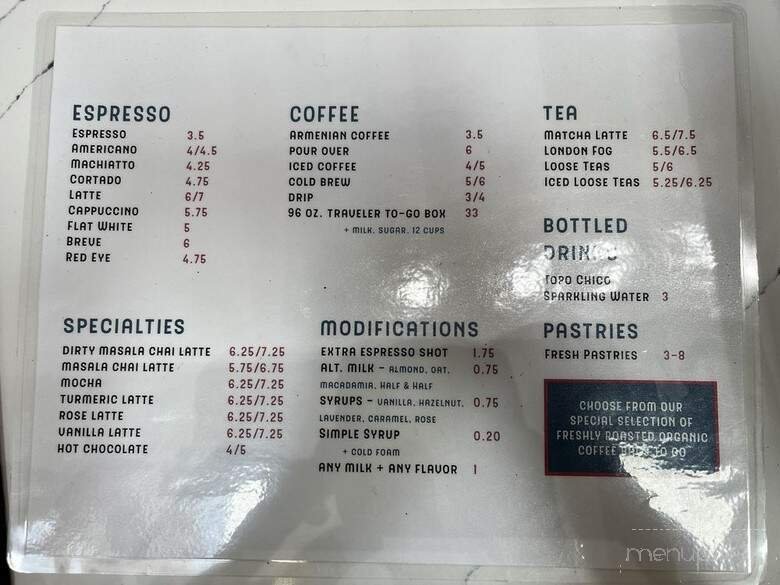 ESPRESSO
ESPRESSO 3.5
AMERICANO 4/4.5
MACHIATTO 4.25
CORTADO 4.75
LATTE 6/7
CAPPUCCINO 5.75
FLAT WHITE 5
BREVE 6
RED EYE 4.75
COFFEE
ARMENIAN COFFEE 3.5
POUR OVER 6
ICED COFFEE 4/5
COLD BREW 5/6
DRIP 3/4
96 OZ. TRAVELER TO-GO BOX 33
+ MILK, SUGAR, 12 CUPS
TEA
MATCHA LATTE 6.5/7.5
LONDON FOG 5.5/6.5
LOOSE TEAS 5/6
ICED LOOSE TEAS 5.25/6.25
BOTTLED
DRINKS
TOPO CHICO
SPARKLING WATER 3
SPECIALTIES
DIRTY MASALA CHAI LATTE 6.25/7.25
MASALA CHAI LATTE 5.75/6.75
MOCHA 6.25/7.25
TURMERIC LATTE 6.25/7.25
ROSE LATTE 6.25/7.25
VANILLA LATTE 6.25/7.25
HOT CHOCOLATE 4/5
MODIFICATIONS
EXTRA ESPRESSO SHOT 1.75
ALT. MILK - ALMOND, OAT, 0.75
MACADAMIA, HALF & HALF
SYRUPS - VANILLA, HAZELNUT, 0.75
LAVENDER, CARAMEL, ROSE
SIMPLE SYRUP 0.20
+ COLD FOAM
ANY MILK + ANY FLAVOR 1
PASTRIES
FRESH PASTRIES 3-8
CHOOSE FROM OUR
SPECIAL SELECTION OF
FRESHLY ROASTED ORGANIC
COFFEE TO GO
menu